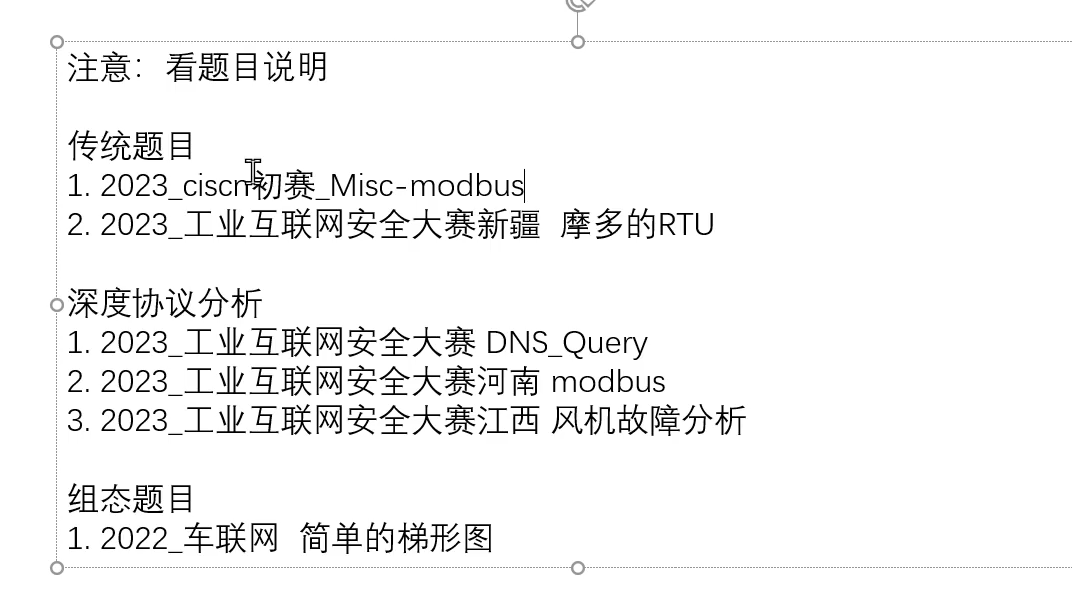 注意：看题目说明
传统题目
1. 2023_ciscn初赛_Misc-modbus
2. 2023_工业互联网安全大赛新疆 摩多的RTU
深度协议分析
1. 2023_工业互联网安全大赛 DNS_Query
2. 2023_工业互联网安全大赛河南 modbus
3. 2023_工业互联网安全大赛江西 风机故障分析
组态题目
1. 2022_车联网 简单的梯形图